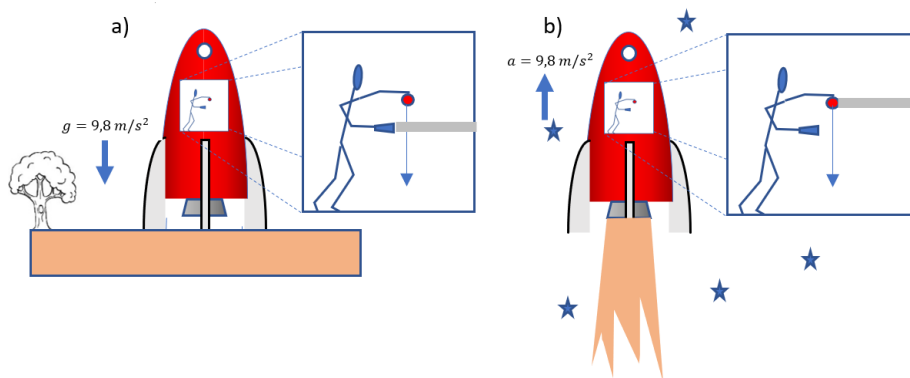 a)
g = 9,8 m/s²
b)
a = 9,8 m/s²